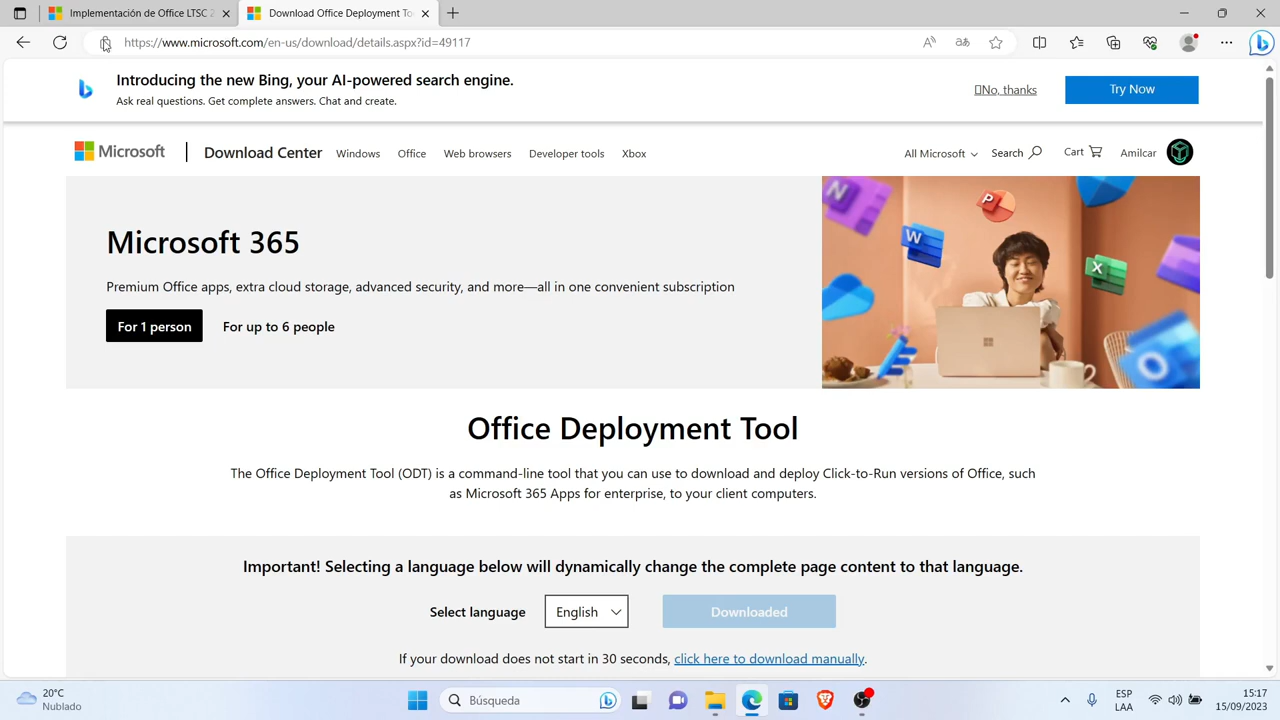 Implementación de Office LTSC 2
Download Office Deployment To
https://www.microsoft.com/en-us/download/details.aspx?id=49117
Introducing the new Bing, your AI-powered search engine.
Ask real questions. Get complete answers. Chat and create.
No, thanks
Try Now
Microsoft
Download Center
Windows
Office
Web browsers
Developer tools
Xbox
All Microsoft
Search
Cart
Amilcar
Microsoft 365
Premium Office apps, extra cloud storage, advanced security, and more—all in one convenient subscription
For 1 person
For up to 6 people
N
P
W
X
O
Office Deployment Tool
The Office Deployment Tool (ODT) is a command-line tool that you can use to download and deploy Click-to-Run versions of Office, such
as Microsoft 365 Apps for enterprise, to your client computers.
Important! Selecting a language below will dynamically change the complete page content to that language.
Select language
English
Downloaded
If your download does not start in 30 seconds, click here to download manually.
20°C
Nublado
Búsqueda
ESP
LAA
15:17
15/09/2023